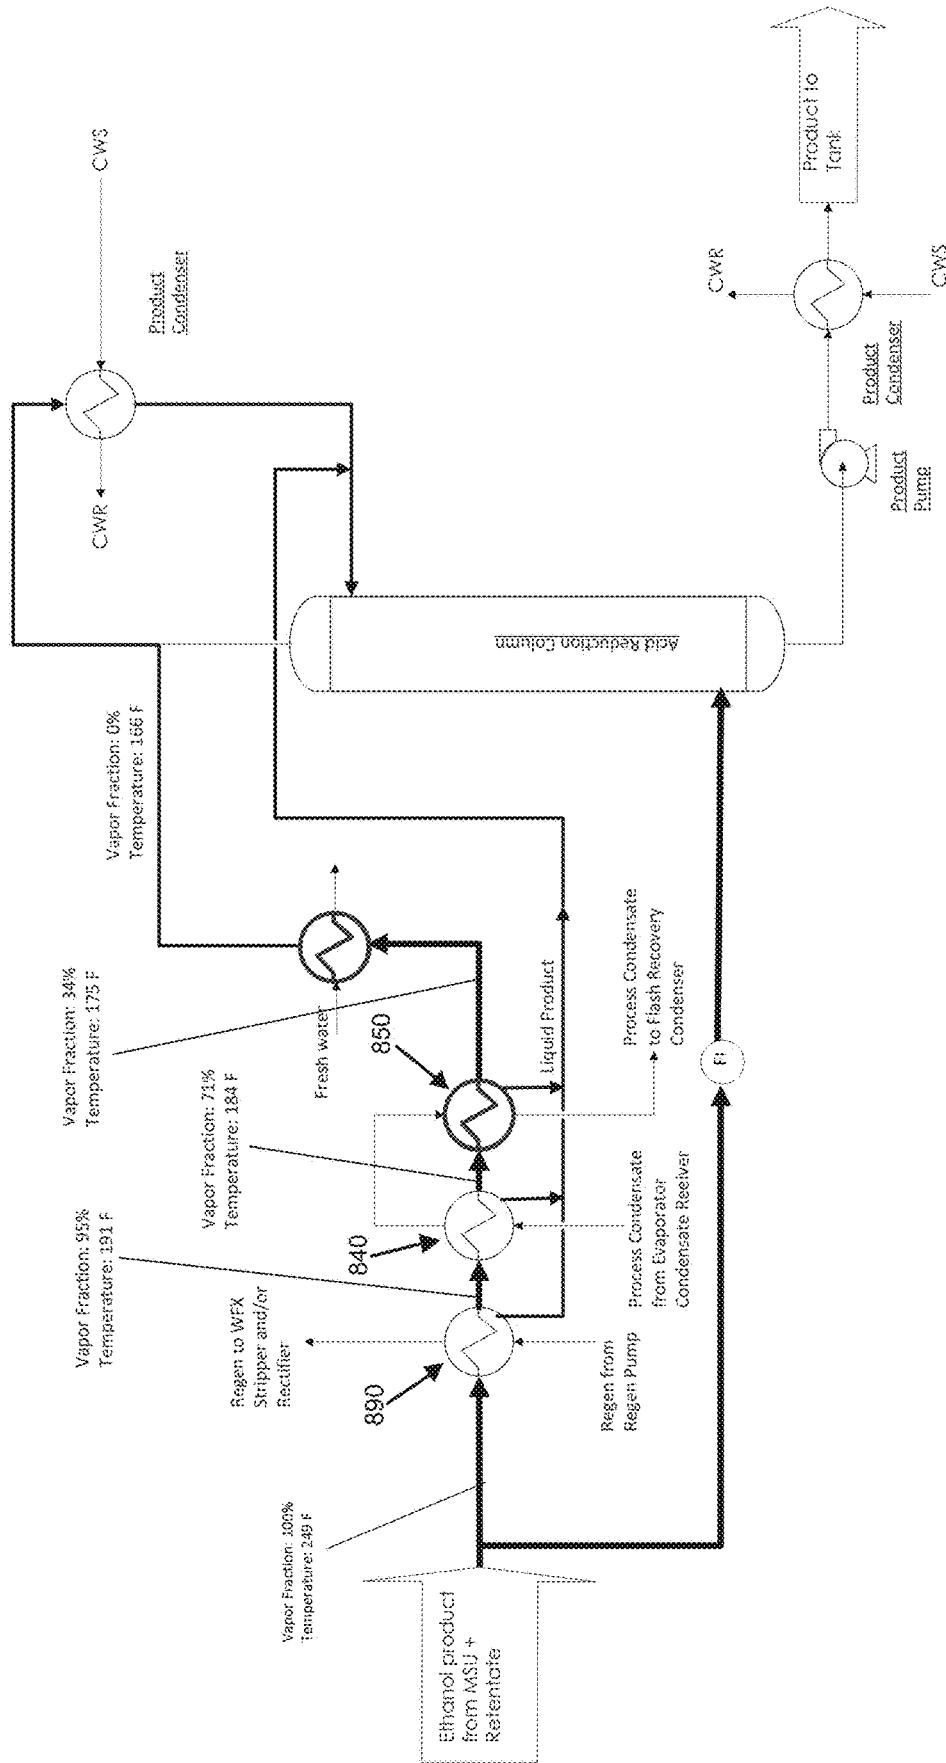 Ethanol product
from MSU +
Retentate
Vapor Fraction: 100%
Temperature: 249 F
890
Regen to WFX
Stripper and/or
Rectifier
Regen from
Regen Pump
Vapor Fraction: 95%
Temperature: 191 F
840
Process Condensate
from Evaporator
Condensate Reeiver
Vapor Fraction: 71%
Temperature: 184 F
850
Vapor Fraction: 34%
Temperature: 175 F
Fresh water
Liquid Product
Process Condensate
to Flash Recovery
Condenser
FI
Vapor Fraction: 0%
Temperature: 166 F
Acid Reduction Column
CWR
CWS
Product
Condenser
Product
Pump
Product
Condenser
CWR
CWS
Product to
Tank